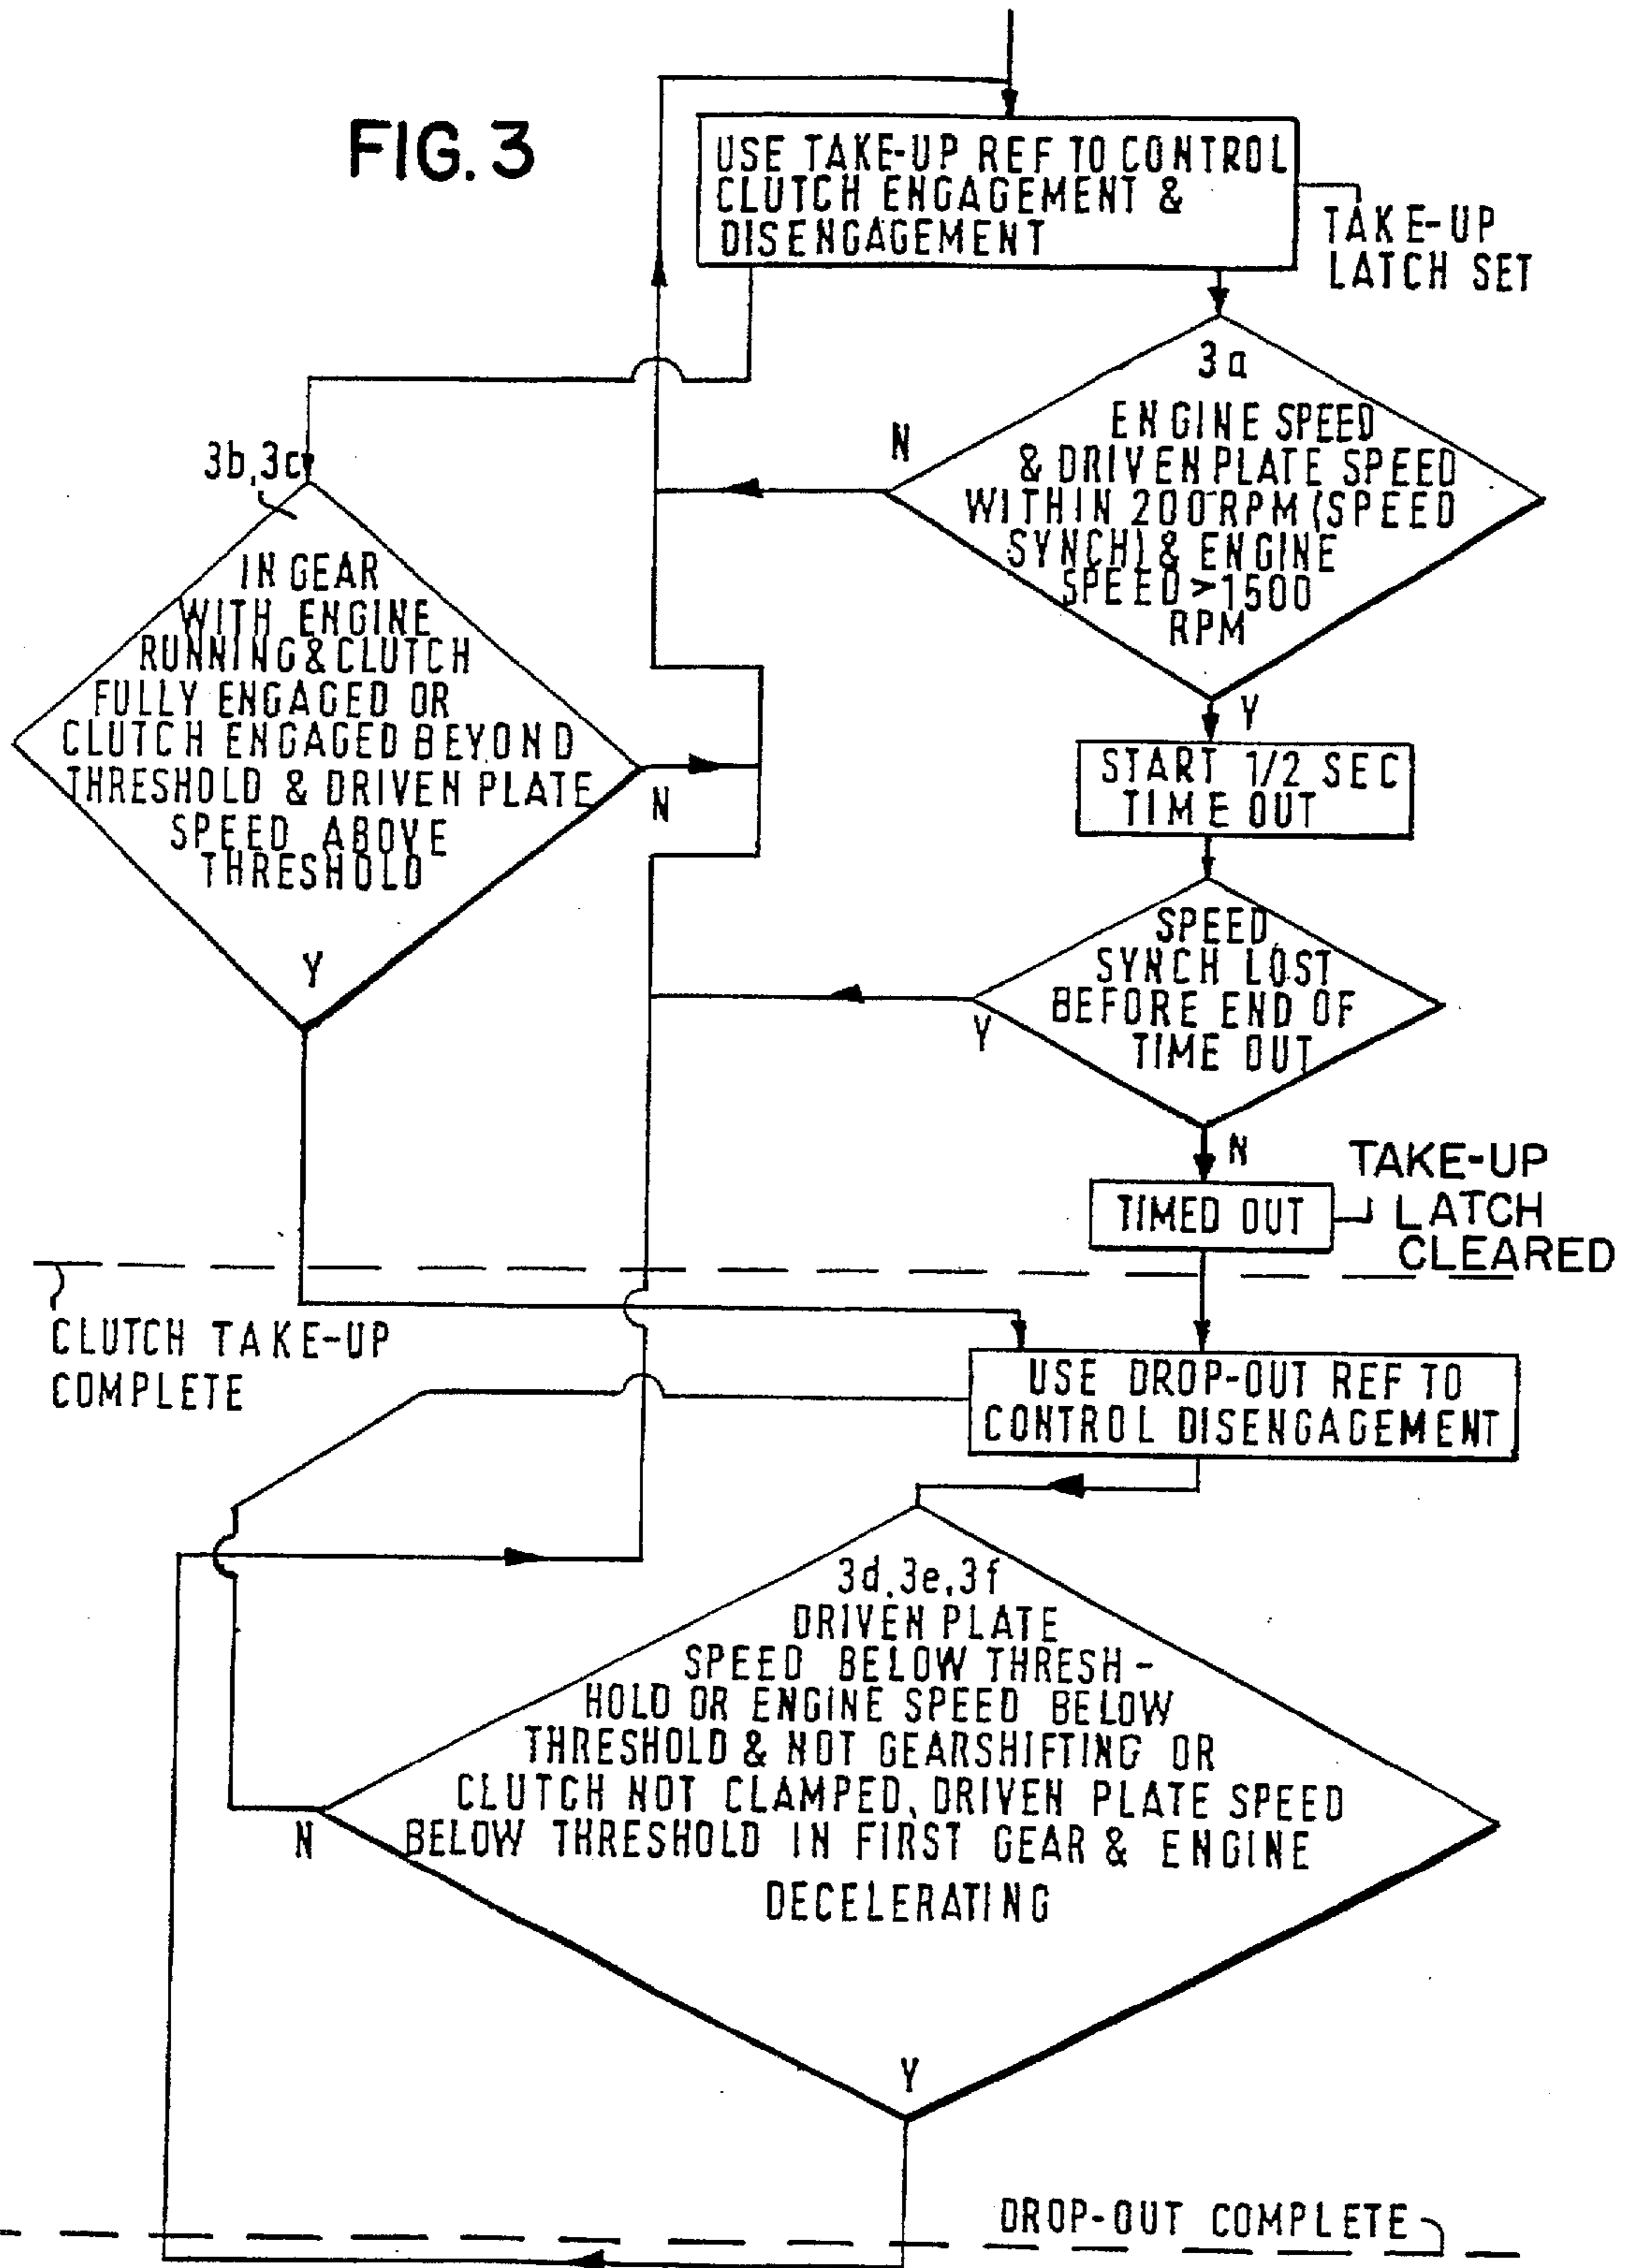 FIG. 3
USE TAKE-UP REF TO CONTROL
CLUTCH ENGAGEMENT &
DISENGAGEMENT
TAKE-UP
LATCH SET
3a
ENGINE SPEED
& DRIVEN PLATE SPEED
WITHIN 200 RPM (SPEED
SYNCH) & ENGINE
SPEED > 1500
RPM
N
Y
3b, 3c
IN GEAR
WITH ENGINE
RUNNING & CLUTCH
FULLY ENGAGED OR
CLUTCH ENGAGED BEYOND
THRESHOLD & DRIVEN PLATE
SPEED ABOVE
THRESHOLD
N
Y
START 1/2 SEC
TIME OUT
SPEED
SYNCH LOST
BEFORE END OF
TIME OUT
Y
N
TIMED OUT
TAKE-UP
LATCH
CLEARED
CLUTCH TAKE-UP
COMPLETE
USE DROP-OUT REF TO
CONTROL DISENGAGEMENT
3d, 3e, 3f
DRIVEN PLATE
SPEED BELOW THRESH-
HOLD OR ENGINE SPEED BELOW
THRESHOLD & NOT GEARSHIFTING OR
CLUTCH NOT CLAMPED, DRIVEN PLATE SPEED
BELOW THRESHOLD IN FIRST GEAR & ENGINE
DECELERATING
N
Y
DROP-OUT COMPLETE